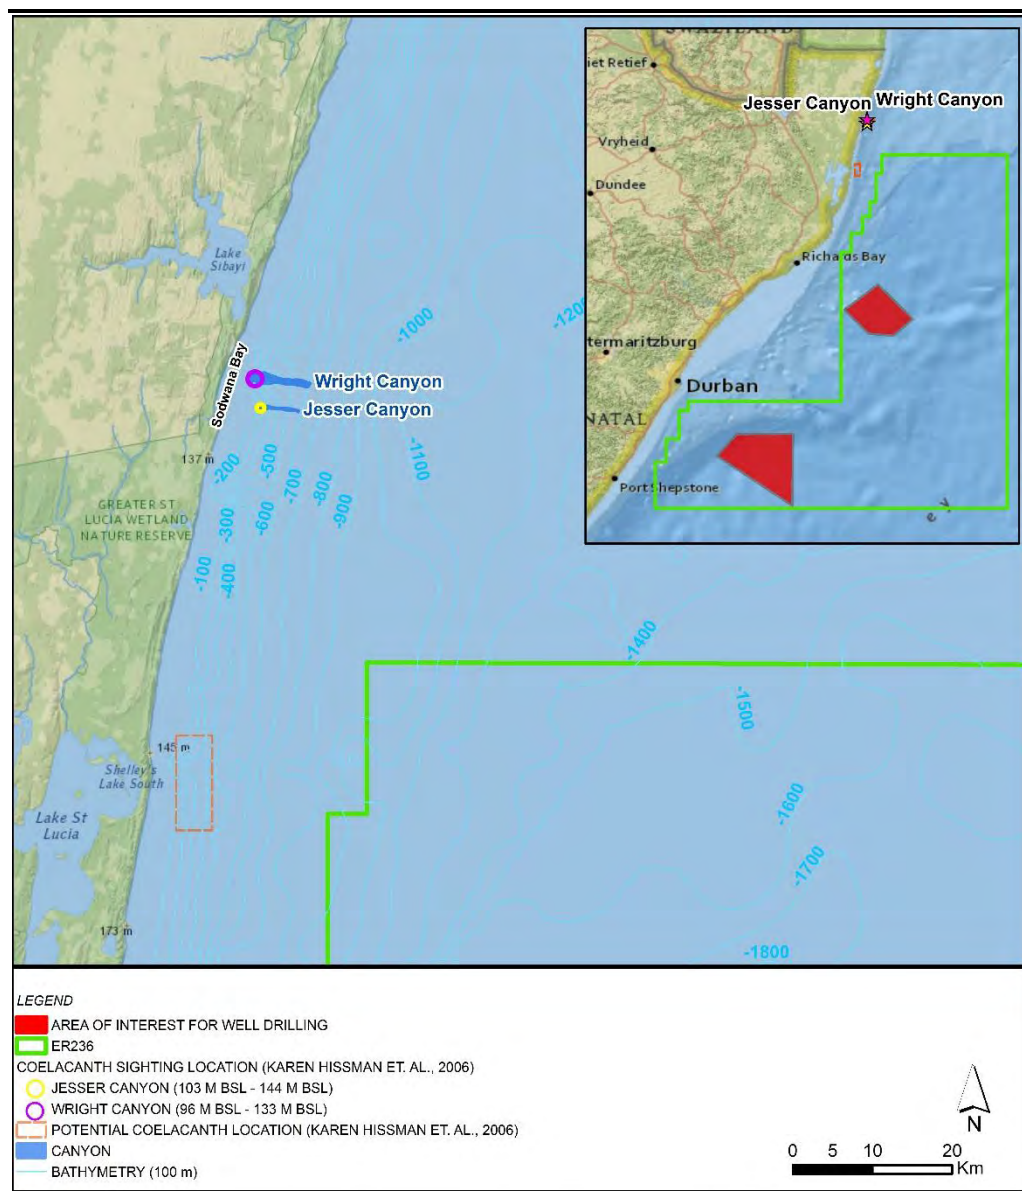 SWAZILAND
iet Retief
Jesser Canyon
Wright Canyon
Vryheid
Dundee
Richa ds Bay
termaritzburg
Durban
NATAL
Port Shepstone
e y
Lake
Sibayi
-1000
-1200
Sodwana Bay
Wright Canyon
Jesser Canyon
137 m
-200
-500
-700
-800
-900
-1100
GREATER ST
LUCIA WETLAND
NATURE RESERVE
-300
-600
-100
-400
-1400
-1500
145 m
Shelley's
Lake South
Lake St
Lucia
-1600
-1700
173 m
-1800
LEGEND
AREA OF INTEREST FOR WELL DRILLING
ER236
COELACANTH SIGHTING LOCATION (KAREN HISSMAN ET. AL., 2006)
JESSER CANYON (103 M BSL - 144 M BSL)
WRIGHT CANYON (96 M BSL - 133 M BSL)
POTENTIAL COELACANTH LOCATION (KAREN HISSMAN ET. AL., 2006)
CANYON
BATHYMETRY (100 m)
N
0 5 10 20
Km